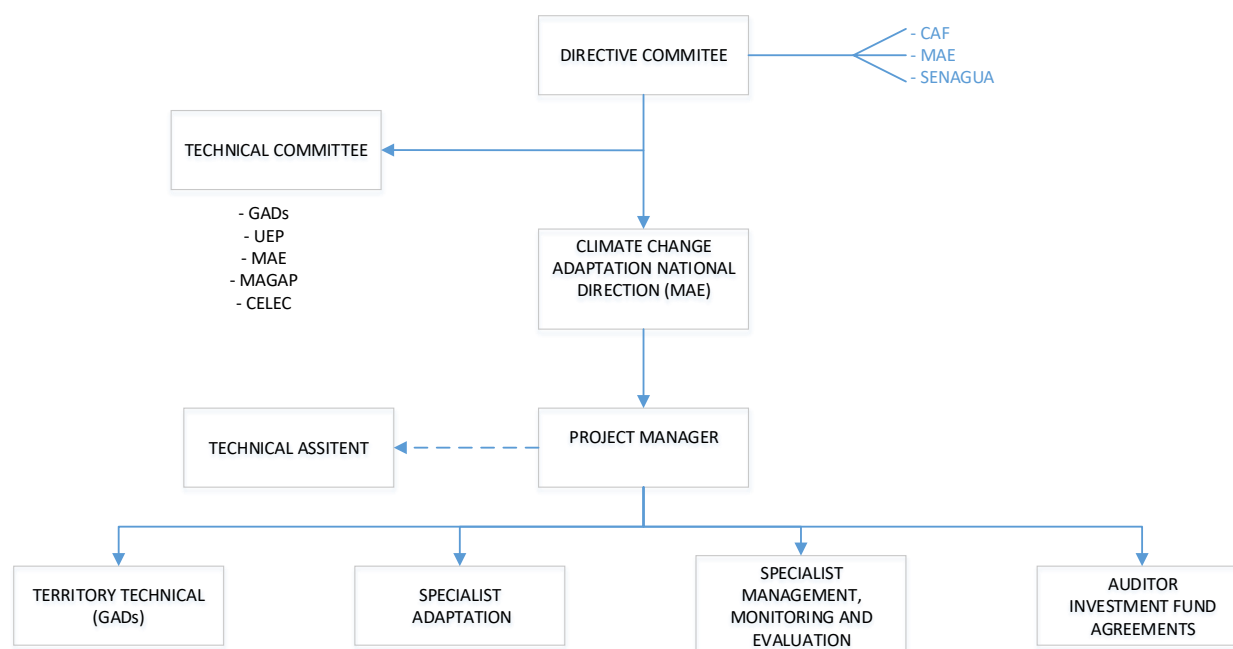 DIRECTIVE COMMITEE
- CAF
- MAE
- SENAGUA
TECHNICAL COMMITTEE
- GADs
- UEP
- MAE
- MAGAP
- CELEC
CLIMATE CHANGE
ADAPTATION NATIONAL
DIRECTION (MAE)
PROJECT MANAGER
TECHNICAL ASSITENT
TERRITORY TECHNICAL
(GADs)
SPECIALIST
ADAPTATION
SPECIALIST
MANAGEMENT,
MONITORING AND
EVALUATION
AUDITOR
INVESTMENT FUND
AGREEMENTS